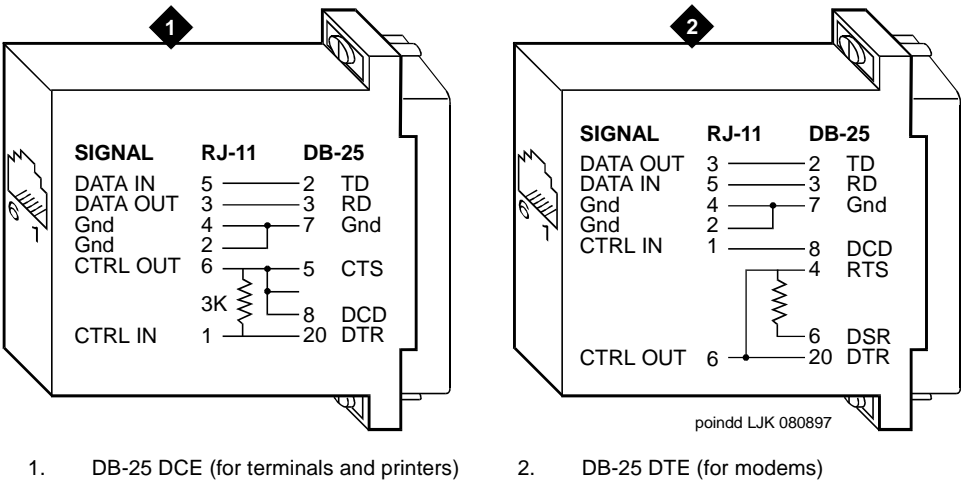 1
SIGNAL RJ-11 DB-25
DATA IN 5 2 TD
DATA OUT 3 3 RD
Gnd 4 7 Gnd
Gnd 2
CTRL OUT 6 5 CTS
3K
8 DCD
CTRL IN 1 20 DTR
6 1
2
SIGNAL RJ-11 DB-25
DATA OUT 3 2 TD
DATA IN 5 3 RD
Gnd 4 7 Gnd
Gnd 2
CTRL IN 1 8 DCD
4 RTS
6 DSR
CTRL OUT 6 20 DTR
6 1
poindd LJK 080897
1. DB-25 DCE (for terminals and printers)
2. DB-25 DTE (for modems)